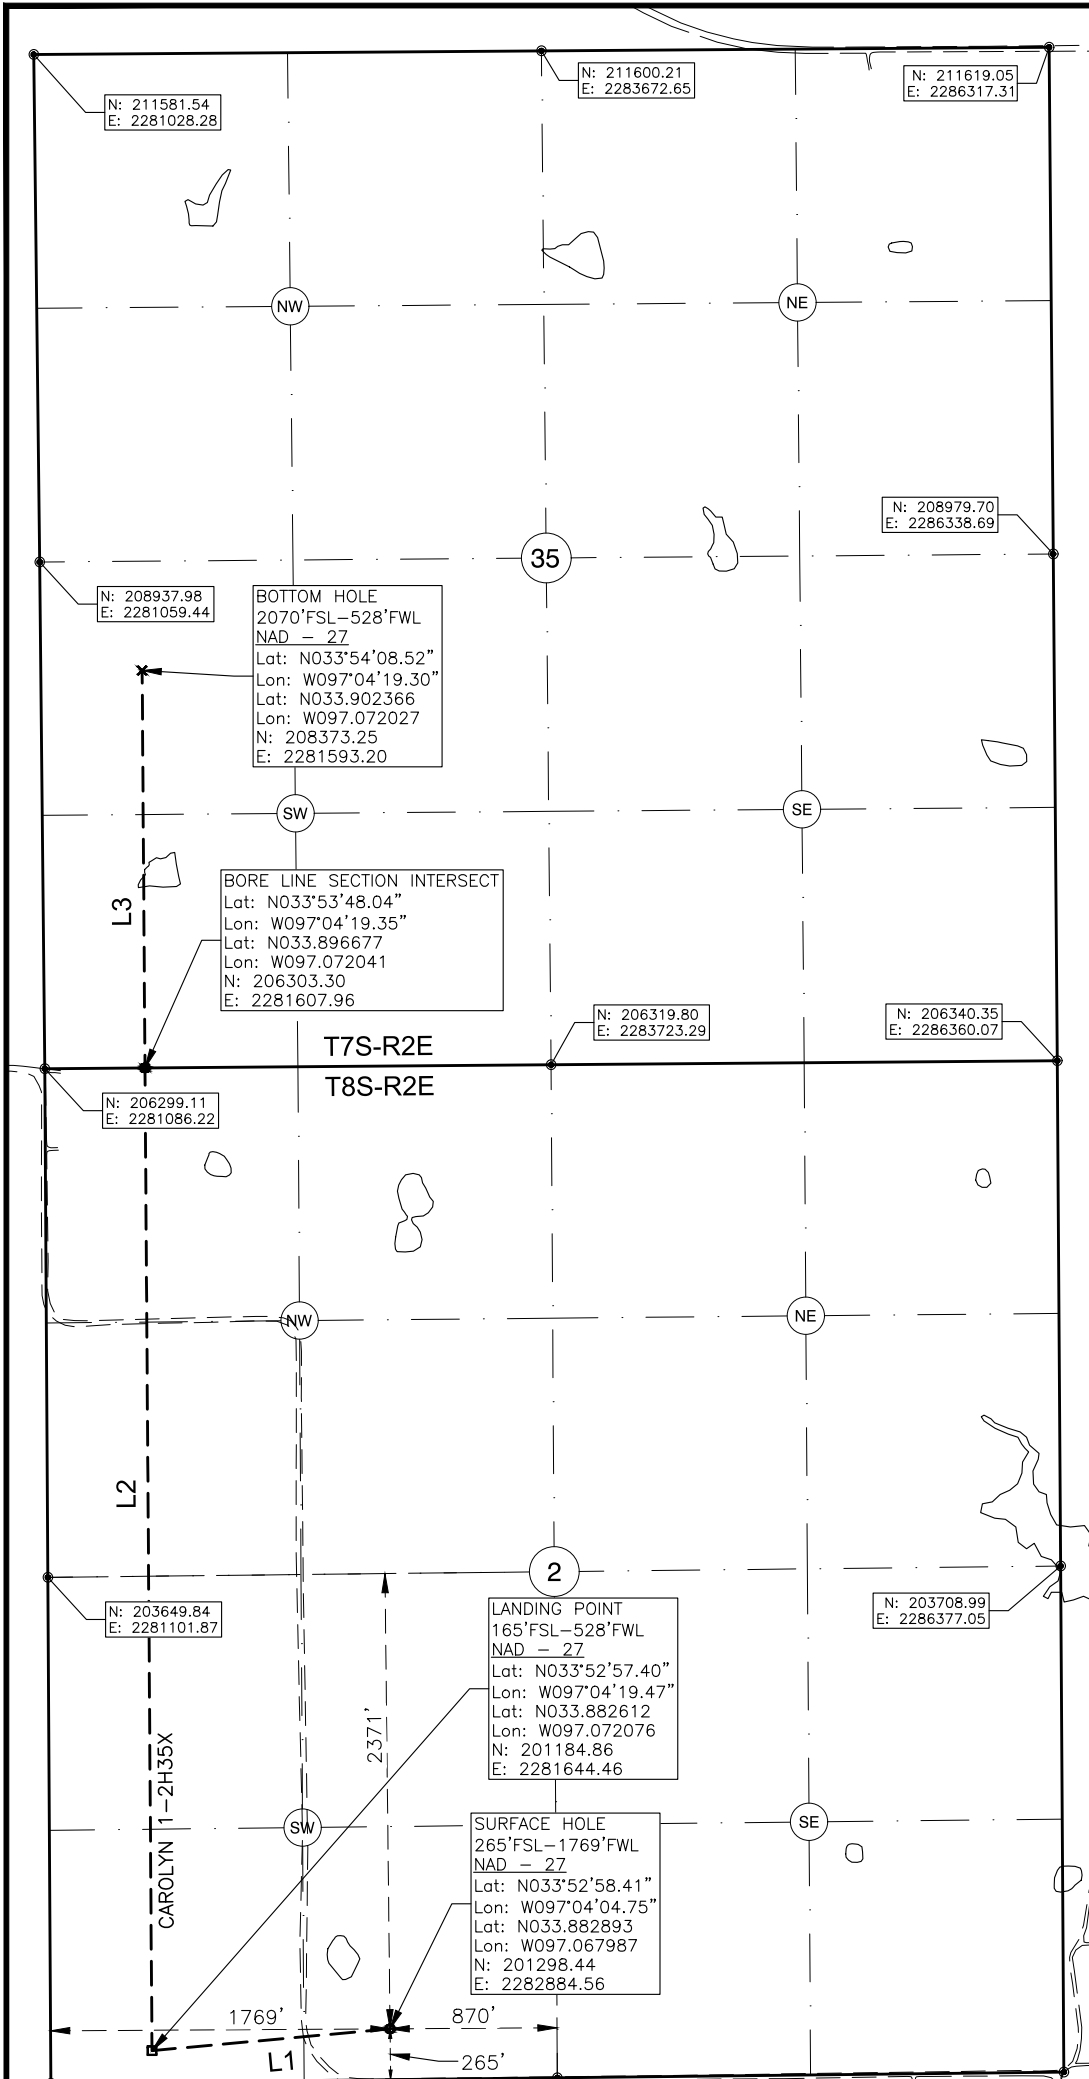 N: 211581.54
E: 2281028.28
N: 211600.21
E: 2283672.65
N: 211619.05
E: 2286317.31
NW
NE
N: 208979.70
E: 2286338.69
35
N: 208937.98
E: 2281059.44
BOTTOM HOLE
2070'FSL-528'FWL
NAD - 27
Lat: N033°54'08.52"
Lon: W097°04'19.30"
Lat: N033.902366
Lon: W097.072027
N: 208373.25
E: 2281593.20
SW
SE
L3
BORE LINE SECTION INTERSECT
Lat: N033°53'48.04"
Lon: W097°04'19.35"
Lat: N033.896677
Lon: W097.072041
N: 206303.30
E: 2281607.96
N: 206319.80
E: 2283723.29
N: 206340.35
E: 2286360.07
T7S-R2E
T8S-R2E
N: 206299.11
E: 2281086.22
NW
NE
L2
2
N: 203649.84
E: 2281101.87
N: 203708.99
E: 2286377.05
LANDING POINT
165'FSL-528'FWL
NAD - 27
Lat: N033°52'57.40"
Lon: W097°04'19.47"
Lat: N033.882612
Lon: W097.072076
N: 201184.86
E: 2281644.46
2371'
CAROLYN 1-2H35X
SW
SE
SURFACE HOLE
265'FSL-1769'FWL
NAD - 27
Lat: N033°52'58.41"
Lon: W097°04'04.75"
Lat: N033.882893
Lon: W097.067987
N: 201298.44
E: 2282884.56
1769'
870'
L1
265'